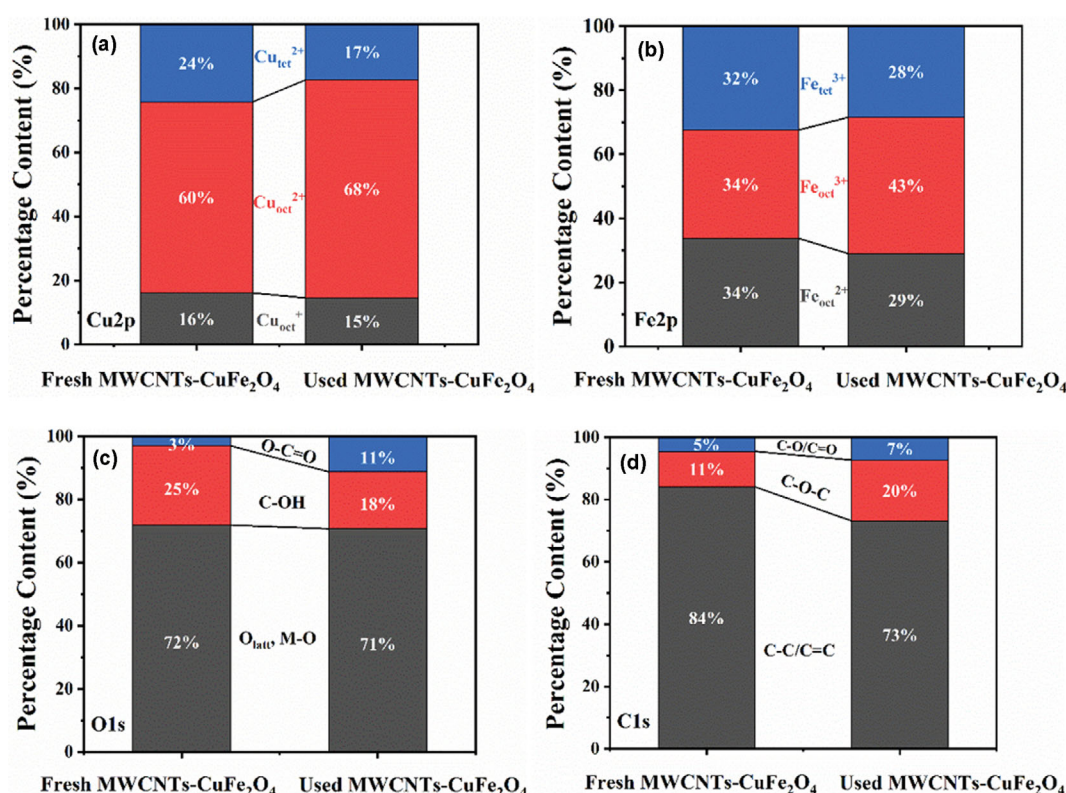 (a)
Percentage Content (%)
100
80
60
40
20
0
24%
Cu_tet^2+
17%
60%
Cu_oct^2+
68%
16%
Cu_oct^+
15%
Cu2p
Fresh MWCNTs-CuFe₂O₄
Used MWCNTs-CuFe₂O₄
(b)
Percentage Content (%)
100
80
60
40
20
0
32%
Fe_tet^3+
28%
34%
Fe_oct^3+
43%
34%
Fe_oct^2+
29%
Fe2p
Fresh MWCNTs-CuFe₂O₄
Used MWCNTs-CuFe₂O₄
(c)
Percentage Content (%)
100
80
60
40
20
0
3%
O-C=O
11%
25%
C-OH
18%
72%
O_latt, M-O
71%
O1s
Fresh MWCNTs-CuFe₂O₄
Used MWCNTs-CuFe₂O₄
(d)
Percentage Content (%)
100
80
60
40
20
0
5%
C-O/C=O
7%
11%
C-O-C
20%
84%
C-C/C=C
73%
C1s
Fresh MWCNTs-CuFe₂O₄
Used MWCNTs-CuFe₂O₄